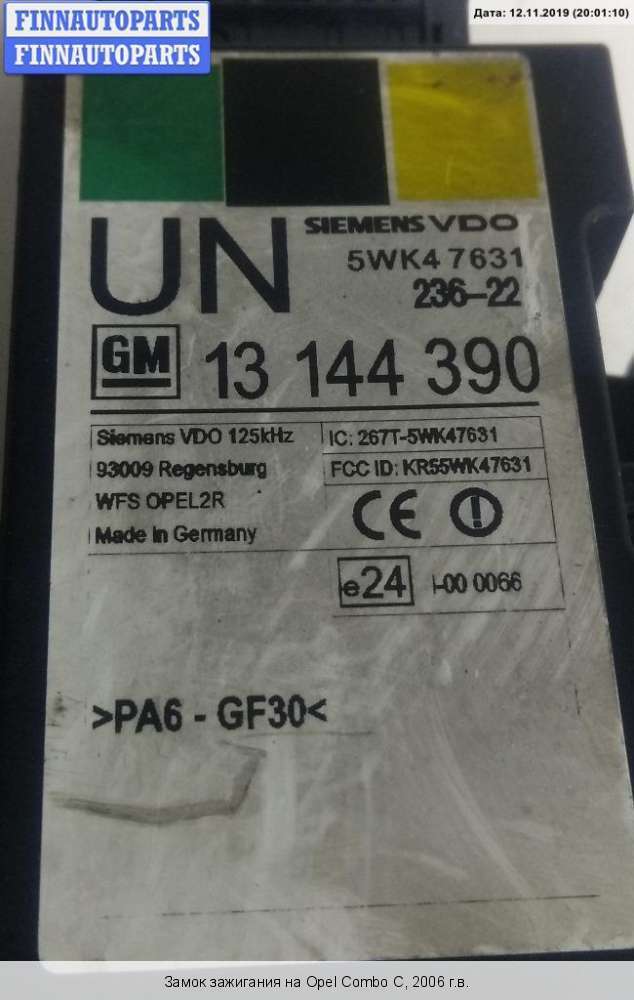 FINNAUTOPARTS
FINNAUTOPARTS
Дата: 12.11.2019 (20:01:10)
UN
SIEMENS VDO
5WK4 7631
236-22
GM 13 144 390
Siemens VDO 125kHz
IC: 267T-5WK47631
93009 Regensburg
FCC ID: KR55WK47631
WFS OPEL2R
CE
Made in Germany
e24 I-00 0066
>PA6 - GF30<
Замок зажигания на Opel Combo C, 2006 г.в.